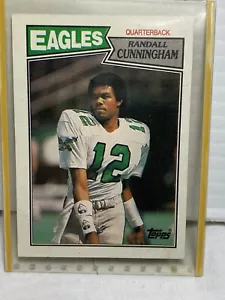 EAGLES
QUARTERBACK
RANDALL
CUNNINGHAM
12
Topps